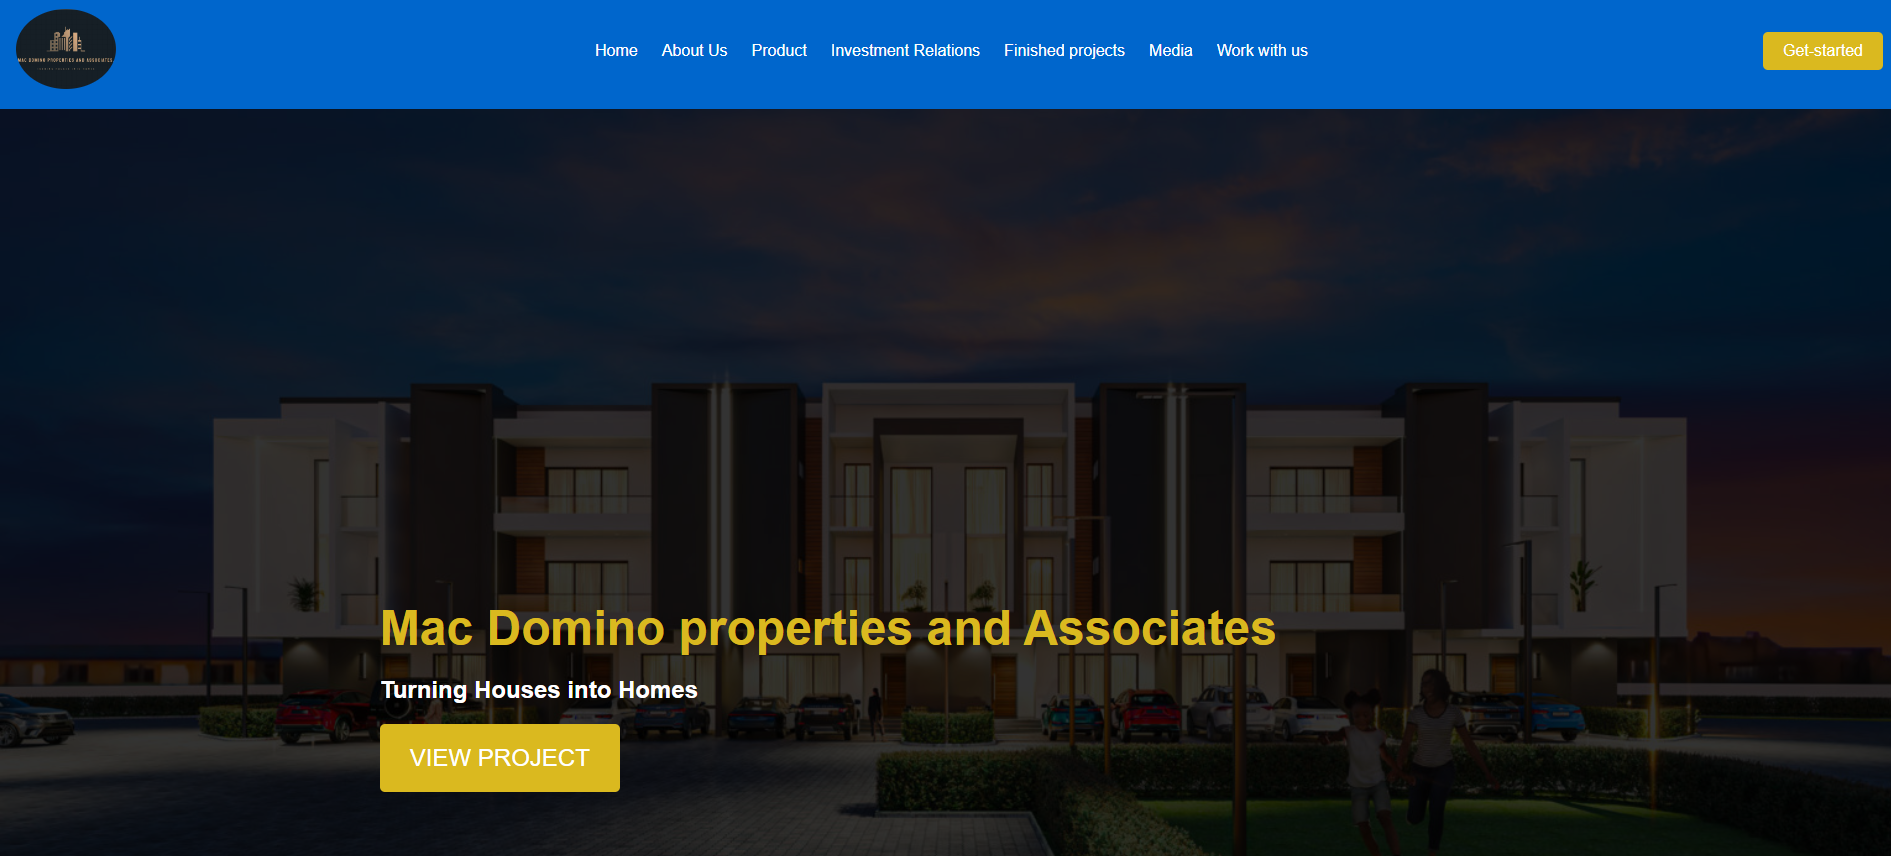 MAC DOMINO PROPERTIES AND ASSOCIATES
Home About Us Product Investment Relations Finished projects Media Work with us
Get-started
Mac Domino properties and Associates
Turning Houses into Homes
VIEW PROJECT